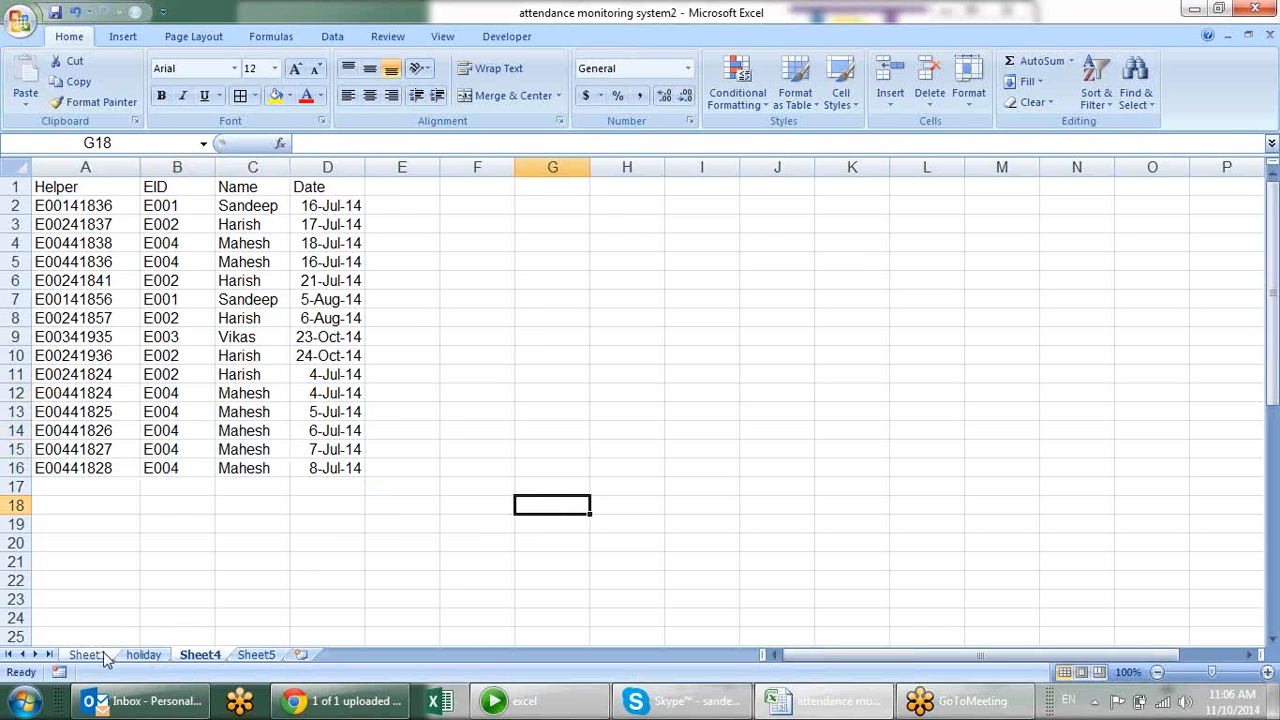 attendance monitoring system2 - Microsoft Excel
Home Insert Page Layout Formulas Data Review View Developer
Cut
Copy
Format Painter
Paste
Clipboard
Arial 12
B I U A
Font
Wrap Text
Merge & Center
Alignment
General
$ % ,
Number
Conditional Formatting
Format as Table
Cell Styles
Styles
Insert Delete Format
Cells
AutoSum
Fill
Clear
Sort & Filter
Find & Select
Editing
G18 fx
A B C D E F G H I J K L M N O P
1 Helper EID Name Date
2 E00141836 E001 Sandeep 16-Jul-14
3 E00241837 E002 Harish 17-Jul-14
4 E00441838 E004 Mahesh 18-Jul-14
5 E00441836 E004 Mahesh 16-Jul-14
6 E00241841 E002 Harish 21-Jul-14
7 E00141856 E001 Sandeep 5-Aug-14
8 E00241857 E002 Harish 6-Aug-14
9 E00341935 E003 Vikas 23-Oct-14
10 E00241936 E002 Harish 24-Oct-14
11 E00241824 E002 Harish 4-Jul-14
12 E00441824 E004 Mahesh 4-Jul-14
13 E00441825 E004 Mahesh 5-Jul-14
14 E00441826 E004 Mahesh 6-Jul-14
15 E00441827 E004 Mahesh 7-Jul-14
16 E00441828 E004 Mahesh 8-Jul-14
17
18
19
20
21
22
23
24
25
holiday Sheet4 Sheet5
Ready 100%
Inbox - Personal... 1 of 1 uploaded ... excel Skype™ - sande... attendance mo... GoToMeeting EN 11:06 AM
11/10/2014